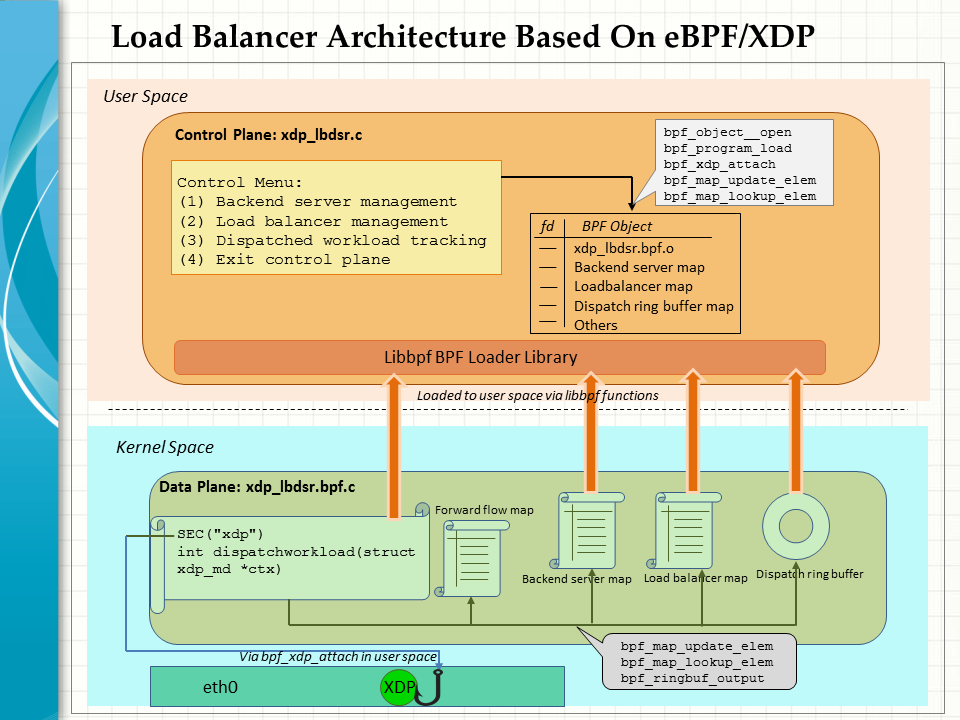 Load Balancer Architecture Based On eBPF/XDP
User Space
Control Plane: xdp_lbdsr.c
bpf_object__open
bpf_program_load
bpf_xdp_attach
bpf_map_update_elem
bpf_map_lookup_elem
Control Menu:
(1) Backend server management
(2) Load balancer management
(3) Dispatched workload tracking
(4) Exit control plane
fd BPF Object
xdp_lbdsr.bpf.o
Backend server map
Loadbalancer map
Dispatch ring buffer map
Others
Libbpf BPF Loader Library
Loaded to user space via libbpf functions
Kernel Space
Data Plane: xdp_lbdsr.bpf.c
SEC("xdp")
int dispatchworkload(struct
xdp_md *ctx)
Forward flow map
Backend server map
Load balancer map
Dispatch ring buffer
bpf_map_update_elem
bpf_map_lookup_elem
bpf_ringbuf_output
Via bpf_xdp_attach in user space
eth0
XDP